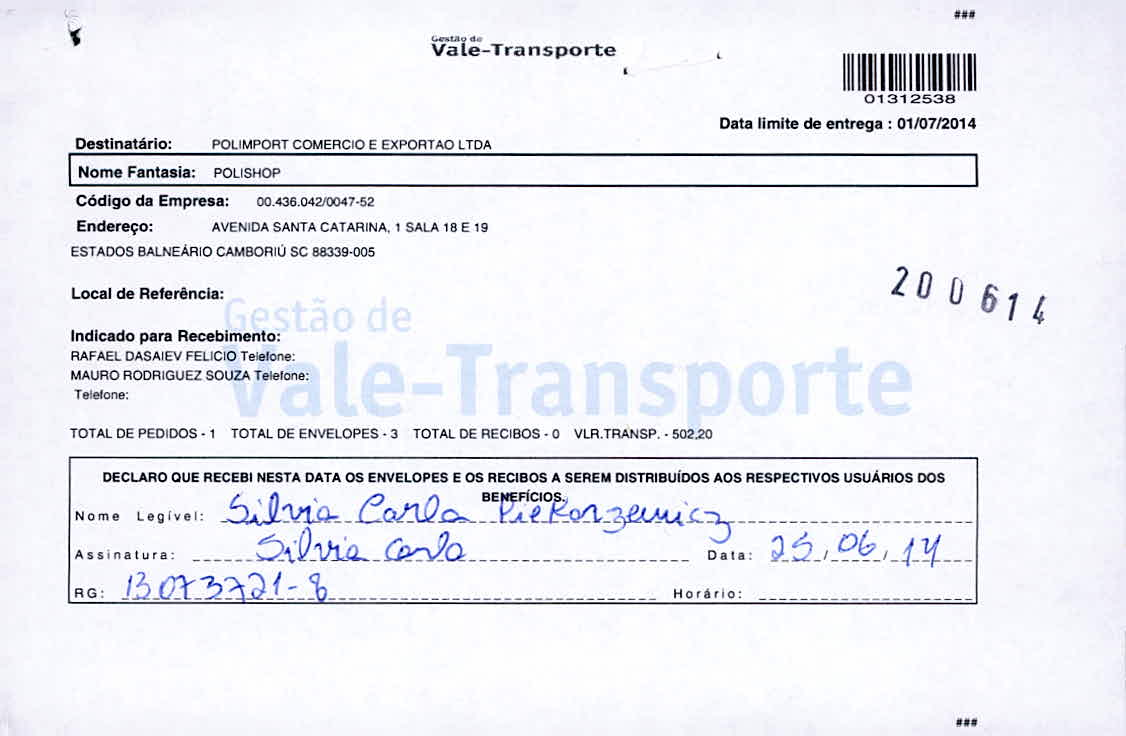 ###
Gestão de
Vale-Transporte
01312538
Data limite de entrega : 01/07/2014
Destinatário: POLIMPORT COMERCIO E EXPORTAO LTDA
Nome Fantasia: POLISHOP
Código da Empresa: 00.436.042/0047-52
Endereço: AVENIDA SANTA CATARINA, 1 SALA 18 E 19
ESTADOS BALNEÁRIO CAMBORIÚ SC 88339-005
200614
Local de Referência:
Gestão de
Vale-Transporte
Indicado para Recebimento:
RAFAEL DASAIEV FELICIO Telefone:
MAURO RODRIGUEZ SOUZA Telefone:
Telefone:
TOTAL DE PEDIDOS - 1 TOTAL DE ENVELOPES - 3 TOTAL DE RECIBOS - 0 VLR.TRANSP. - 502,20
DECLARO QUE RECEBI NESTA DATA OS ENVELOPES E OS RECIBOS A SEREM DISTRIBUÍDOS AOS RESPECTIVOS USUÁRIOS DOS
BENEFÍCIOS.
Nome Legível: Silvia Carla Piekarzewicz
Assinatura: Silvia Carla Data: 25/06/14
RG: 13073721-8 Horário:
###